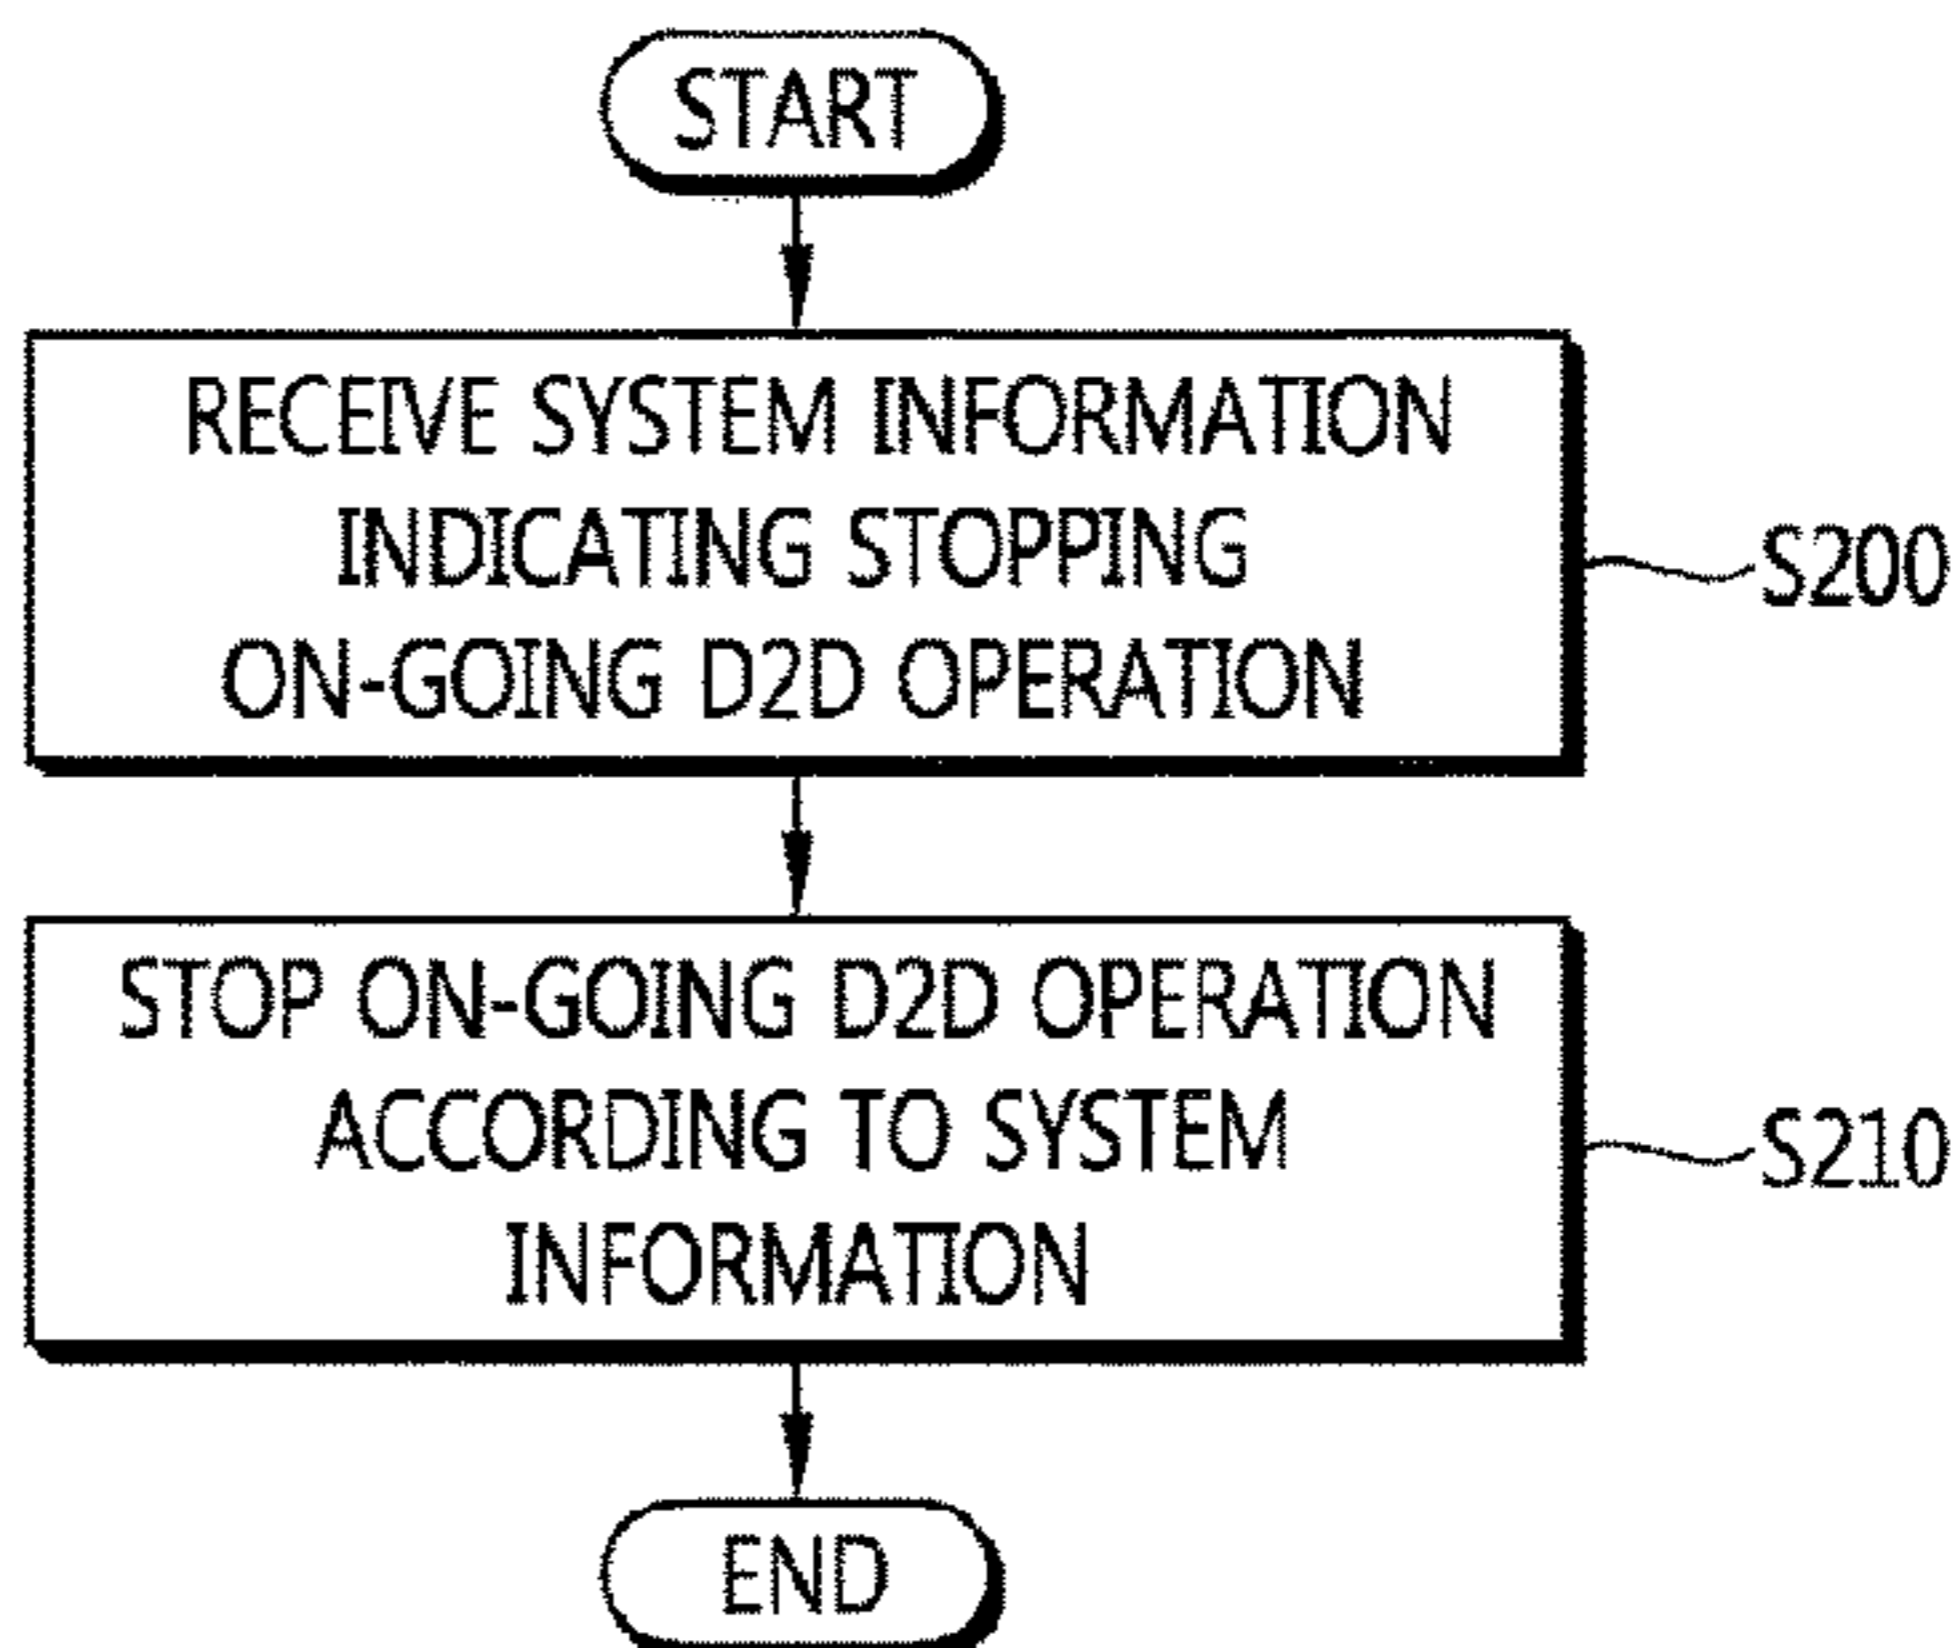 START
RECEIVE SYSTEM INFORMATION
INDICATING STOPPING
ON-GOING D2D OPERATION
S200
STOP ON-GOING D2D OPERATION
ACCORDING TO SYSTEM
INFORMATION
S210
END